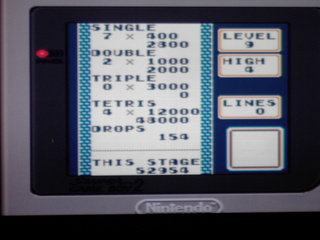 SINGLE
7 × 400
2800
DOUBLE
2 × 1000
2000
TRIPLE
0 × 3000
0
TETRIS
4 × 12000
48000
DROPS
154
THIS STAGE
52954
LEVEL
9
HIGH
4
LINES
0
Nintendo